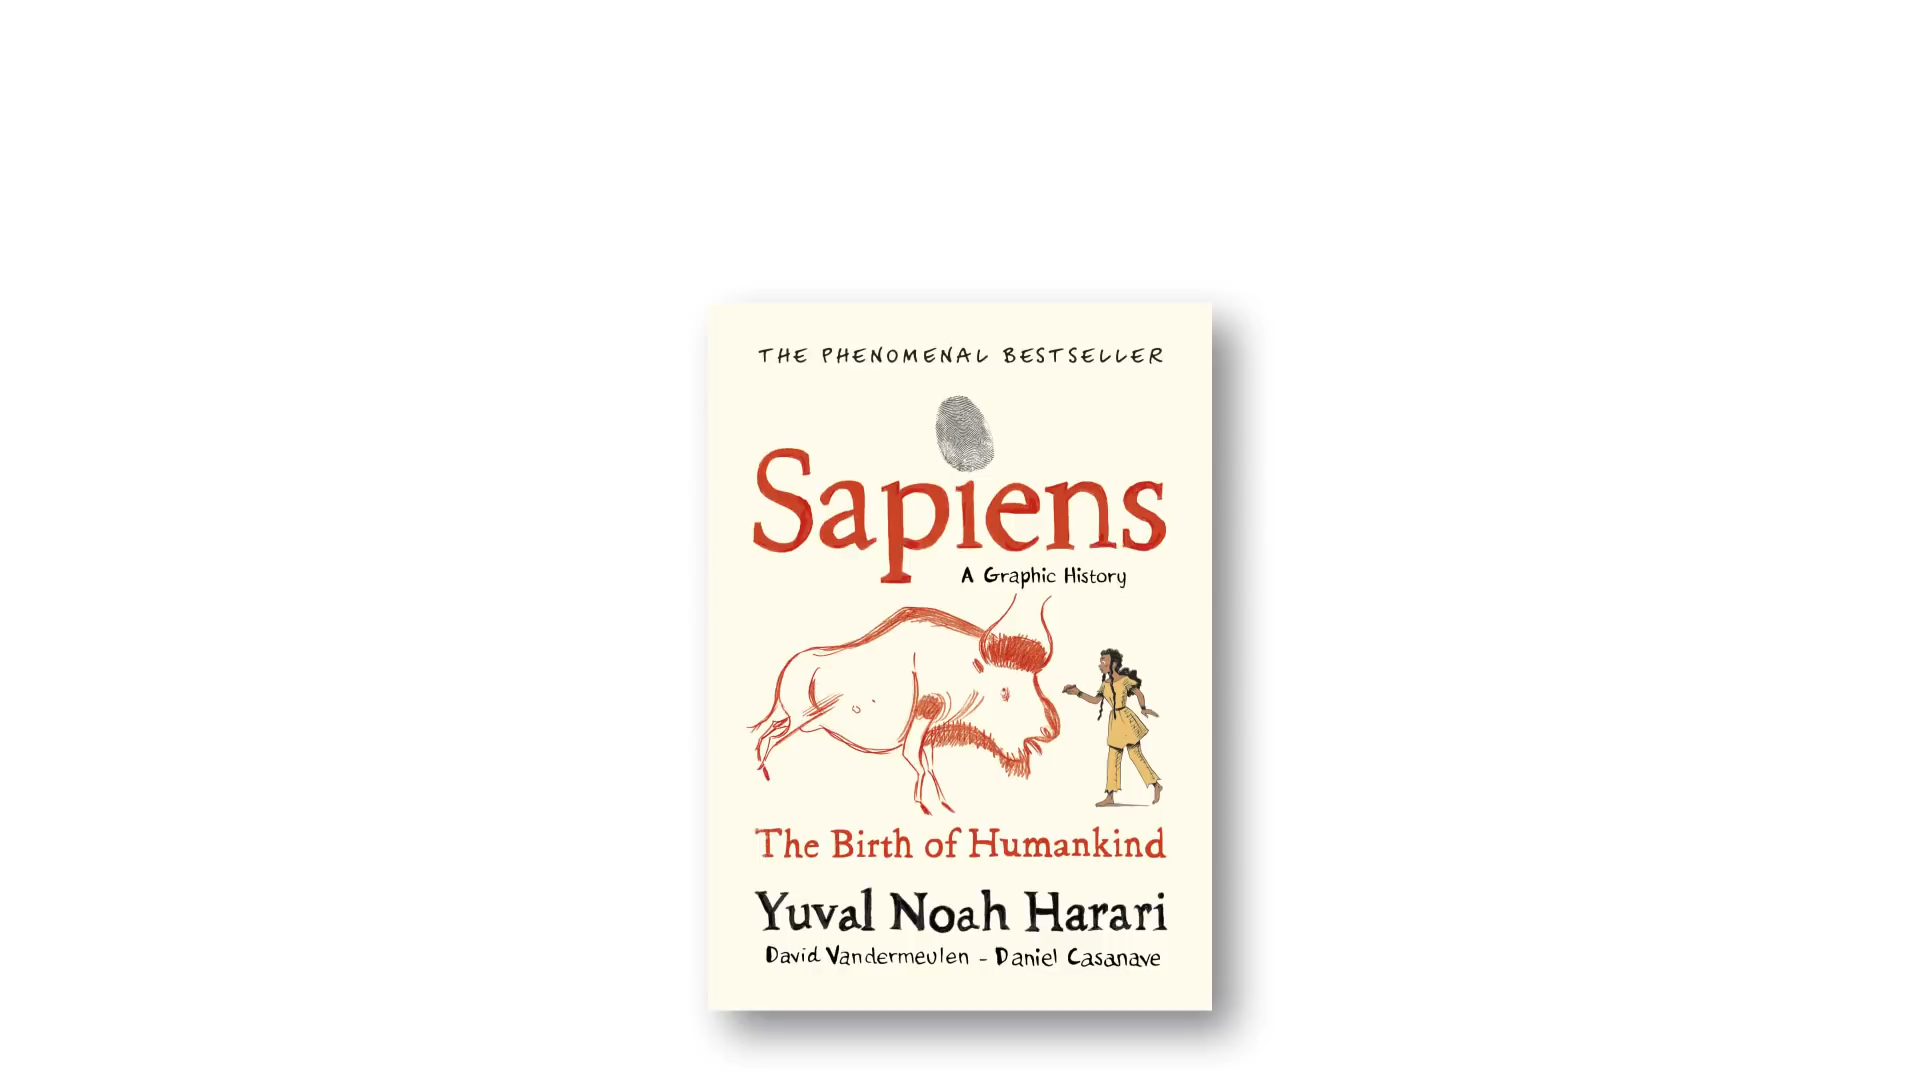 THE PHENOMENAL BESTSELLER
Sapiens
A Graphic History
The Birth of Humankind
Yuval Noah Harari
David Vandermeulen - Daniel Casanave